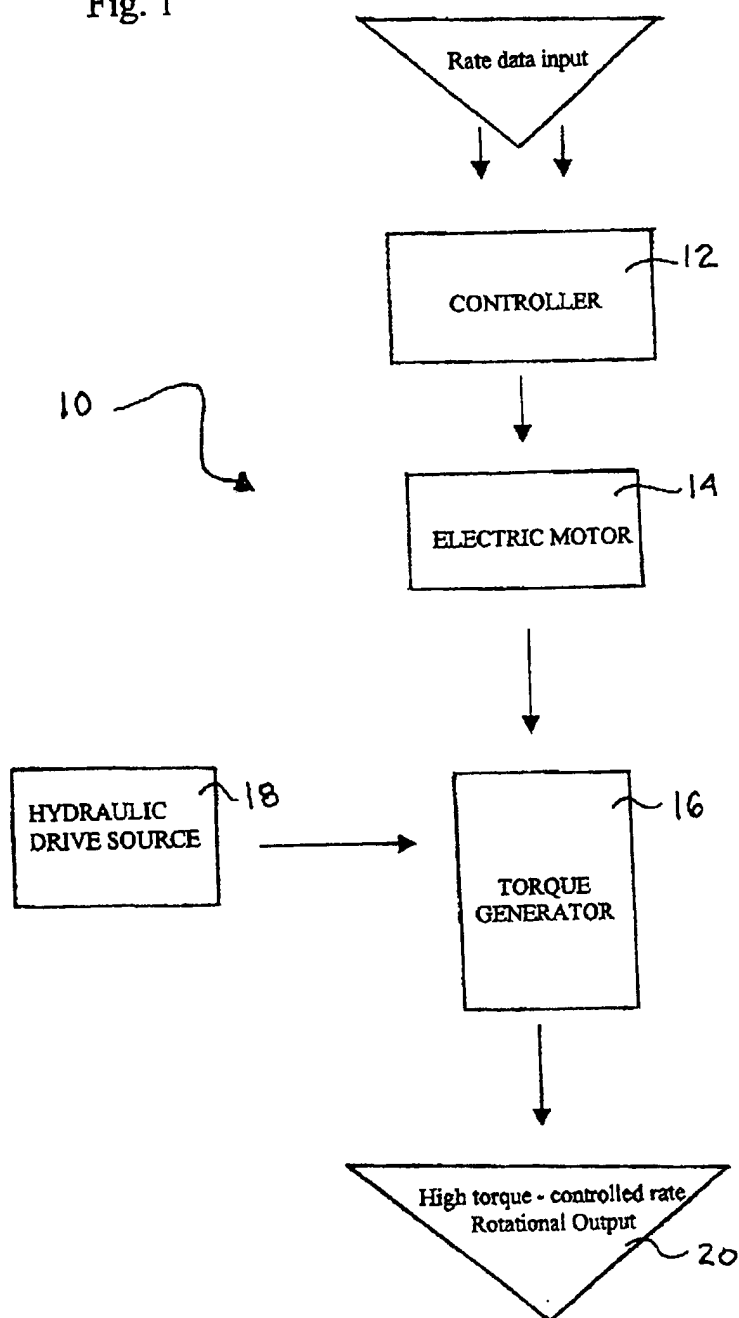 Fig. 1
Rate data input
12
CONTROLLER
10
14
ELECTRIC MOTOR
18
HYDRAULIC
DRIVE SOURCE
16
TORQUE
GENERATOR
High torque - controlled rate
Rotational Output
20